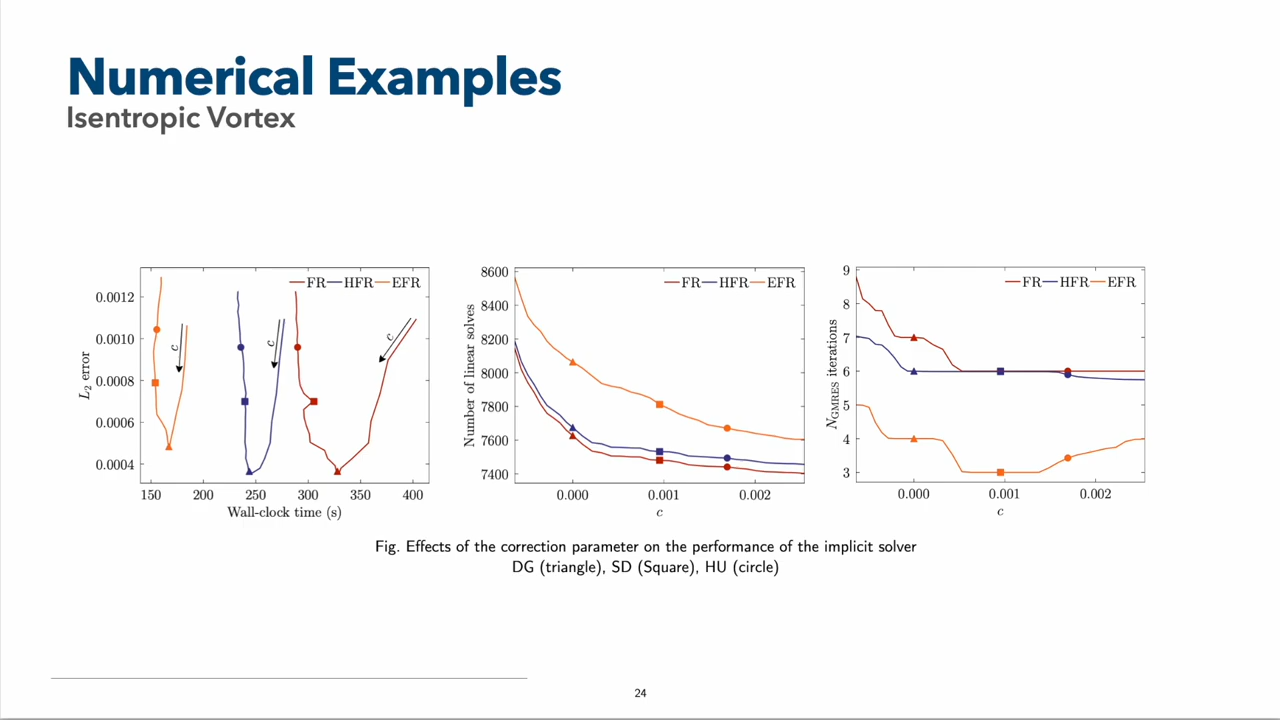 Numerical Examples
Isentropic Vortex
FR HFR EFR
0.0012
0.0010
0.0008
0.0006
0.0004
L2 error
c
c
c
150 200 250 300 350 400
Wall-clock time (s)
FR HFR EFR
8600
8400
8200
8000
7800
7600
7400
Number of linear solves
0.000 0.001 0.002
c
FR HFR EFR
9
8
7
6
5
4
3
NGMRES iterations
0.000 0.001 0.002
c
Fig. Effects of the correction parameter on the performance of the implicit solver
DG (triangle), SD (Square), HU (circle)
24